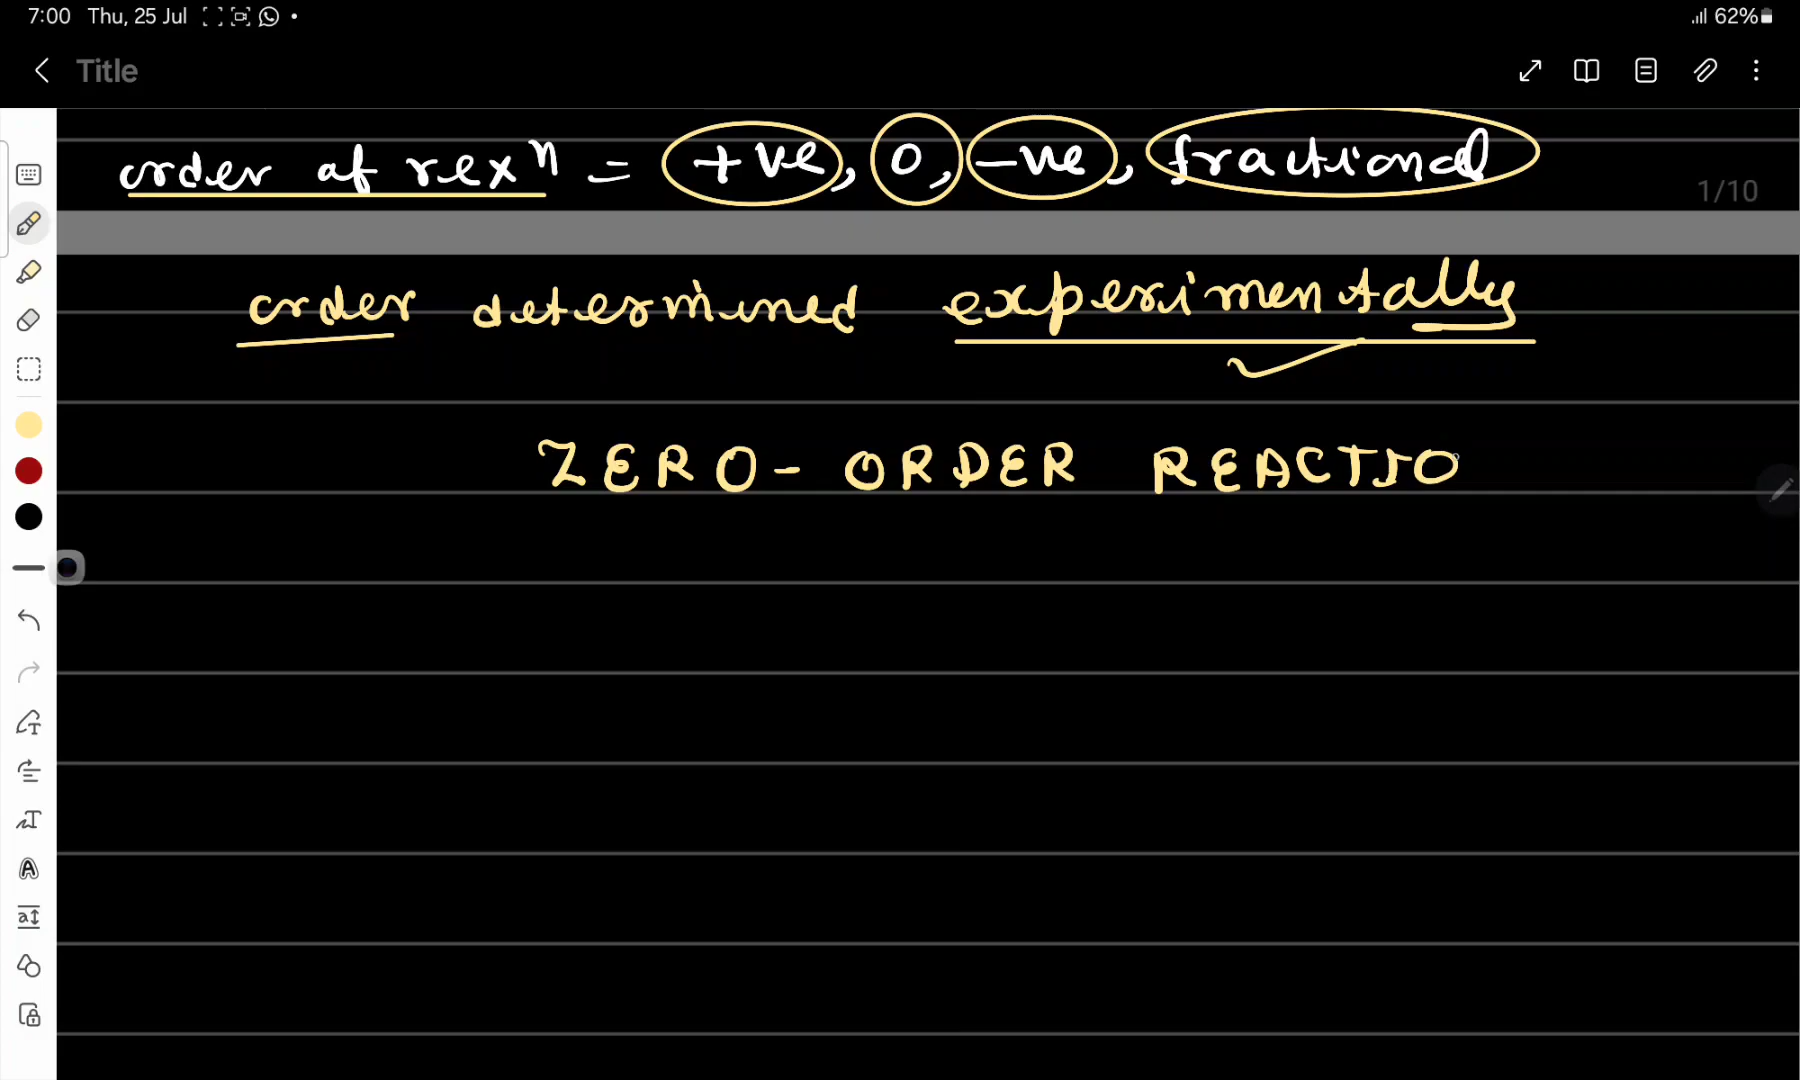 7:00 Thu, 25 Jul 62%
Title
order of rexⁿ = +ve, 0, -ve, fractional
1/10
order determined experimentally
ZERO- ORDER REACTIO